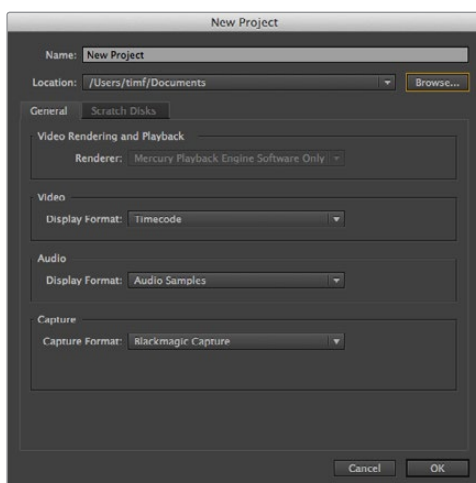 New Project
Name: New Project
Location: /Users/timf/Documents Browse...
General Scratch Disks
Video Rendering and Playback
Renderer: Mercury Playback Engine Software Only
Video
Display Format: Timecode
Audio
Display Format: Audio Samples
Capture
Capture Format: Blackmagic Capture
Cancel OK